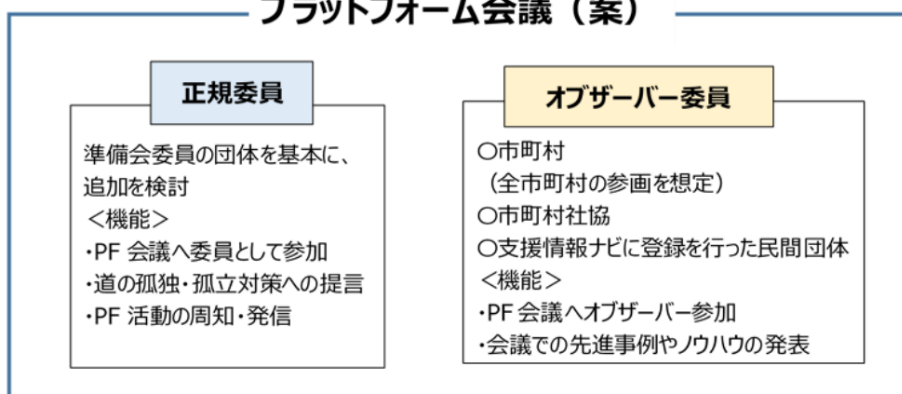 プラットフォーム会議（案）
正規委員
準備会委員の団体を基本に、
追加を検討
＜機能＞
・PF 会議へ委員として参加
・道の孤独・孤立対策への提言
・PF 活動の周知・発信
オブザーバー委員
〇市町村
（全市町村の参画を想定）
〇市町村社協
〇支援情報ナビに登録を行った民間団体
＜機能＞
・PF 会議へオブザーバー参加
・会議での先進事例やノウハウの発表